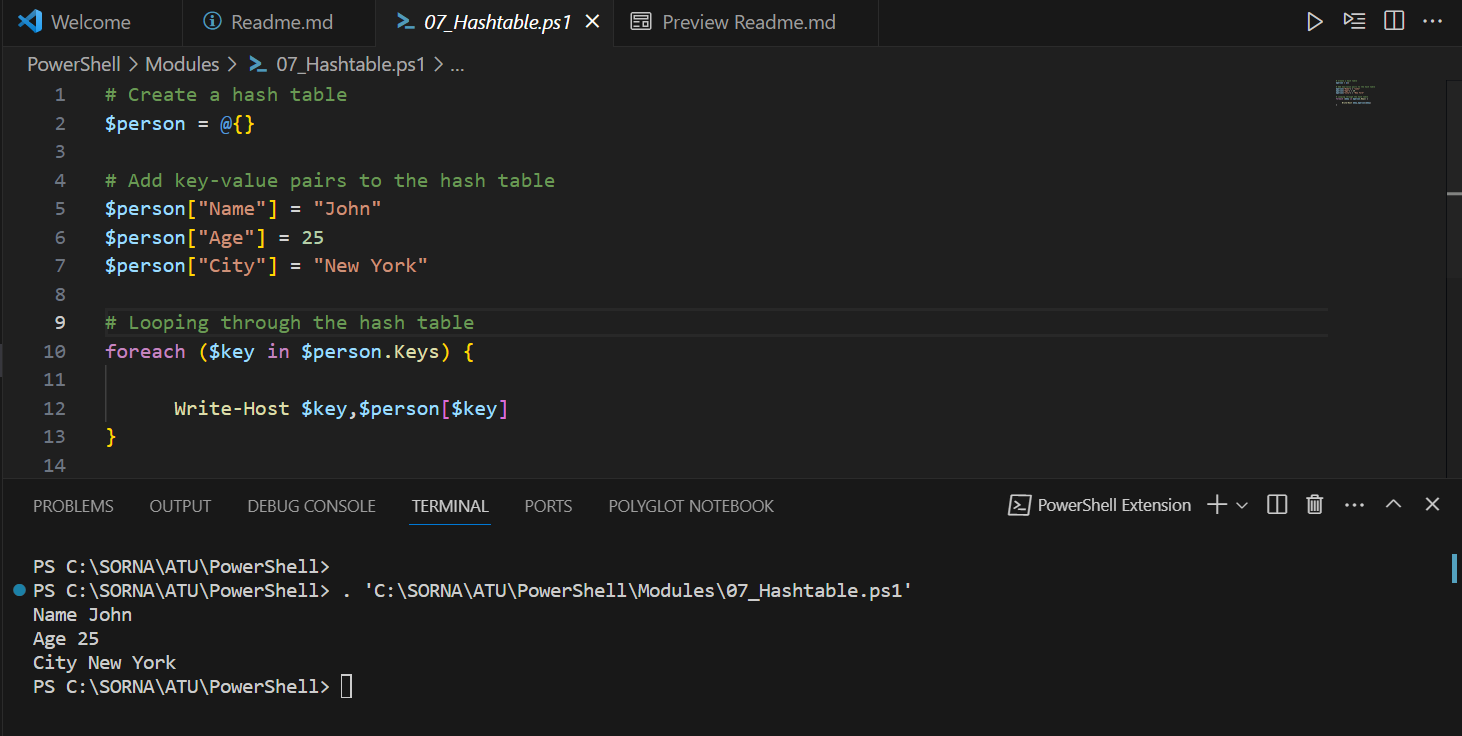 Welcome
Readme.md
07_Hashtable.ps1
Preview Readme.md
PowerShell > Modules > 07_Hashtable.ps1 > ...
1 # Create a hash table
2 $person = @{}
3
4 # Add key-value pairs to the hash table
5 $person["Name"] = "John"
6 $person["Age"] = 25
7 $person["City"] = "New York"
8
9 # Looping through the hash table
10 foreach ($key in $person.Keys) {
11
12 Write-Host $key,$person[$key]
13 }
14
PROBLEMS OUTPUT DEBUG CONSOLE TERMINAL PORTS POLYGLOT NOTEBOOK PowerShell Extension
PS C:\SORNA\ATU\PowerShell>
PS C:\SORNA\ATU\PowerShell> . 'C:\SORNA\ATU\PowerShell\Modules\07_Hashtable.ps1'
Name John
Age 25
City New York
PS C:\SORNA\ATU\PowerShell>